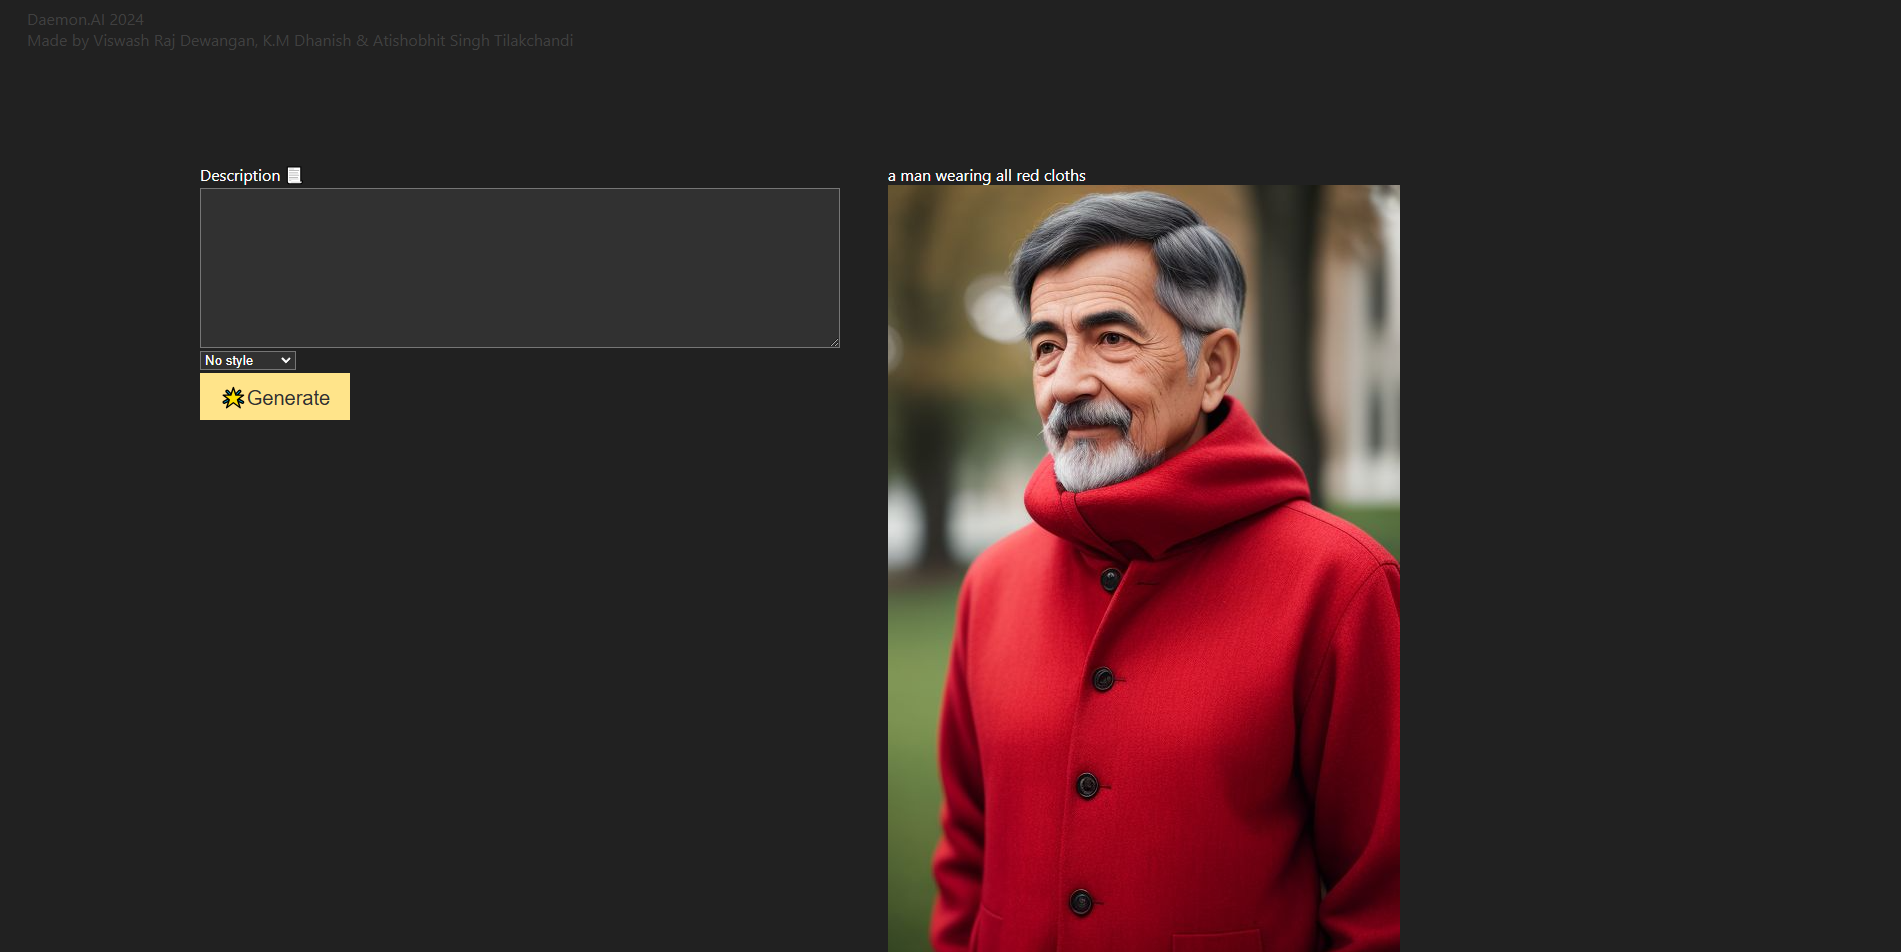 Daemon.AI 2024
Made by Viswash Raj Dewangan, K.M Dhanish & Atishobhit Singh Tilakchandi
Description
a man wearing all red cloths
No style
Generate